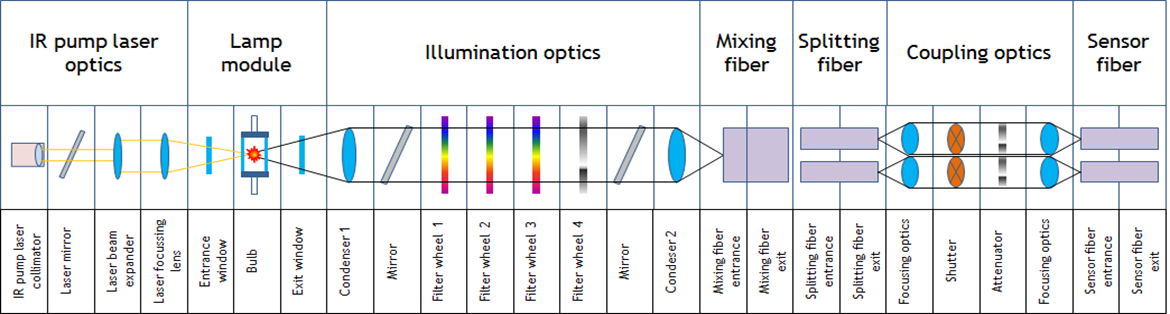 IR pump laser
optics
Lamp
module
Illumination optics
Mixing
fiber
Splitting
fiber
Coupling optics
Sensor
fiber
IR pump laser
collimator
Laser mirror
Laser beam
expander
Laser focussing
lens
Entrance
window
Bulb
Exit window
Condenser 1
Mirror
Filter wheel 1
Filter wheel 2
Filter wheel 3
Filter wheel 4
Mirror
Condeser 2
Mixing fiber
entrance
Mixing fiber
exit
Splitting fiber
entrance
Splitting fiber
exit
Focusing optics
Shutter
Attenuator
Focusing optics
Sensor fiber
entrance
Sensor fiber
exit